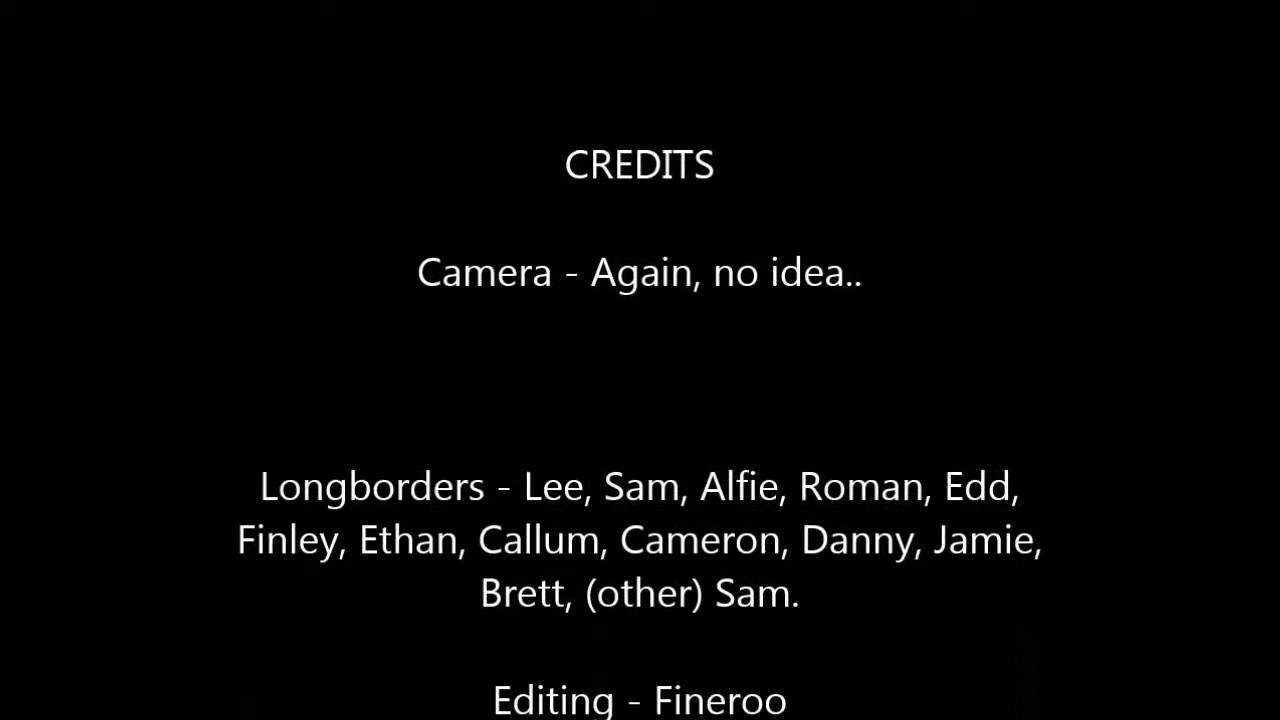 CREDITS
Camera - Again, no idea..
Longborders - Lee, Sam, Alfie, Roman, Edd,
Finley, Ethan, Callum, Cameron, Danny, Jamie,
Brett, (other) Sam.
Editing - Fineroo